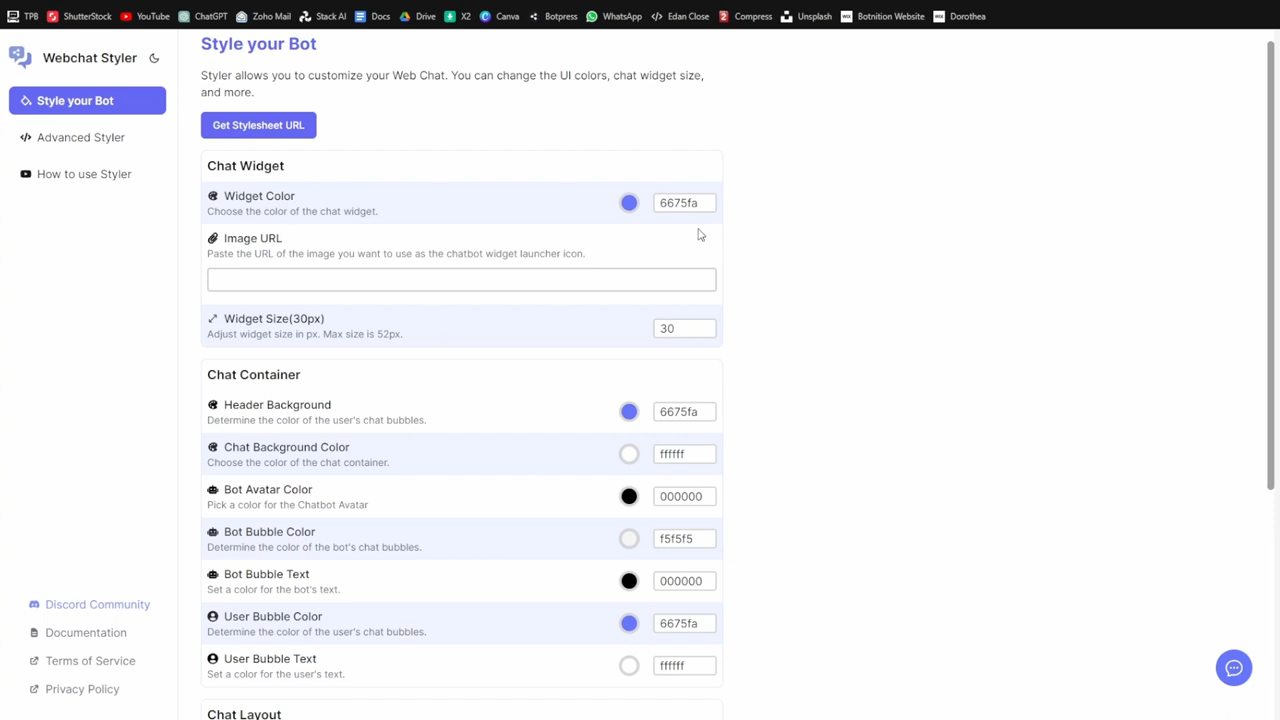 TPB ShutterStock YouTube ChatGPT Zoho Mail Stack AI Docs Drive X2 Canva Botpress WhatsApp Edan Close Compress Unsplash Botnition Website Dorothea
Webchat Styler
Style your Bot
Advanced Styler
How to use Styler
Discord Community
Documentation
Terms of Service
Privacy Policy
Style your Bot
Styler allows you to customize your Web Chat. You can change the UI colors, chat widget size,
and more.
Get Stylesheet URL
Chat Widget
Widget Color
Choose the color of the chat widget.
6675fa
Image URL
Paste the URL of the image you want to use as the chatbot widget launcher icon.
Widget Size(30px)
Adjust widget size in px. Max size is 52px.
30
Chat Container
Header Background
Determine the color of the user's chat bubbles.
6675fa
Chat Background Color
Choose the color of the chat container.
ffffff
Bot Avatar Color
Pick a color for the Chatbot Avatar
000000
Bot Bubble Color
Determine the color of the bot's chat bubbles.
f5f5f5
Bot Bubble Text
Set a color for the bot's text.
000000
User Bubble Color
Determine the color of the user's chat bubbles.
6675fa
User Bubble Text
Set a color for the user's text.
ffffff
Chat Layout